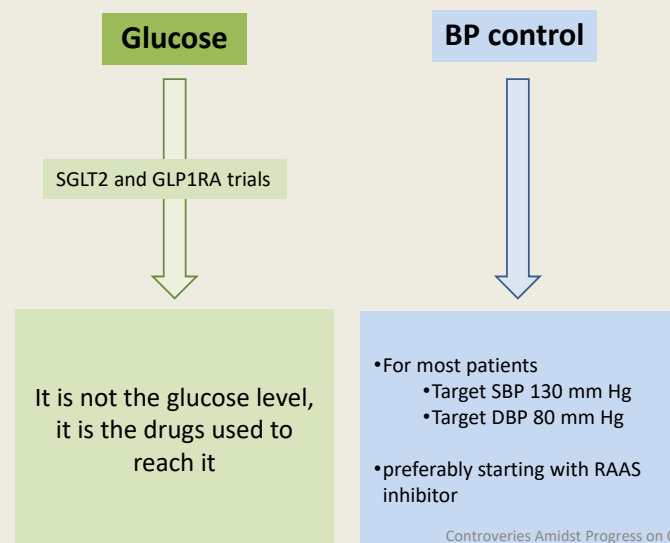 Glucose
BP control
SGLT2 and GLP1RA trials
It is not the glucose level,
it is the drugs used to
reach it
•For most patients
•Target SBP 130 mm Hg
•Target DBP 80 mm Hg
•preferably starting with RAAS
inhibitor
Controveries Amidst Progress on